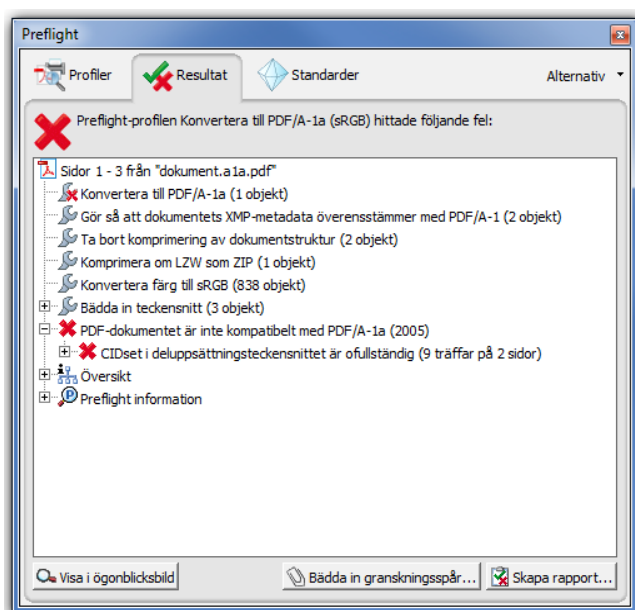 Preflight
Profiler
Resultat
Standarder
Alternativ
Preflight-profilen Konvertera till PDF/A-1a (sRGB) hittade följande fel:
Sidor 1 - 3 från "dokument.a1a.pdf"
Konvertera till PDF/A-1a (1 objekt)
Gör så att dokumentets XMP-metadata överensstämmer med PDF/A-1 (2 objekt)
Ta bort komprimering av dokumentstruktur (2 objekt)
Komprimera om LZW som ZIP (1 objekt)
Konvertera färg till sRGB (838 objekt)
Bädda in teckensnitt (3 objekt)
PDF-dokumentet är inte kompatibelt med PDF/A-1a (2005)
CIDset i deluppsättningsteckensnittet är ofullständig (9 träffar på 2 sidor)
Översikt
Preflight information
Visa i ögonblicksbild
Bädda in granskningsspår...
Skapa rapport...